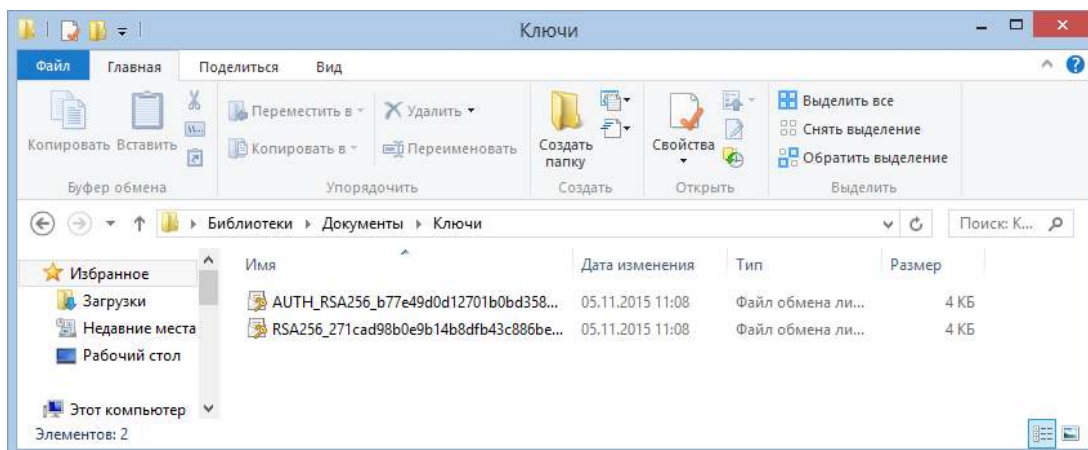 Ключи
Файл Главная Поделиться Вид
Копировать Вставить
Переместить в
Копировать в
Удалить
Переименовать
Создать папку
Свойства
Выделить все
Снять выделение
Обратить выделение
Буфер обмена Упорядочить Создать Открыть Выделить
Библиотеки Документы Ключи
Поиск: К...
Избранное
Загрузки
Недавние места
Рабочий стол
Этот компьютер
Имя Дата изменения Тип Размер
AUTH_RSA256_b77e49d0d12701b0bd358... 05.11.2015 11:08 Файл обмена ли... 4 КБ
RSA256_271cad98b0e9b14b8dfb43c886be... 05.11.2015 11:08 Файл обмена ли... 4 КБ
Элементов: 2